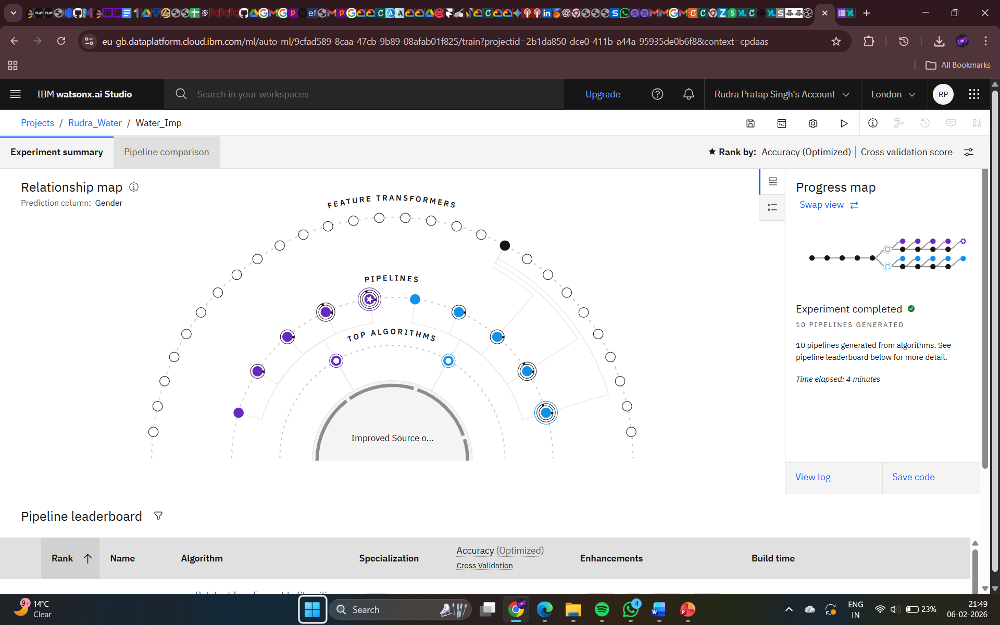 eu-gb.dataplatform.cloud.ibm.com/ml/auto-ml/9cfad589-8caa-47cb-9b89-08afab01f825/train?projectid=2b1da850-dce0-411b-a44a-95935de0b6f8&context=cpdaas
All Bookmarks
IBM watsonx.ai Studio
Search in your workspaces
Upgrade
Rudra Pratap Singh's Account
London
RP
Projects / Rudra_Water / Water_Imp
Experiment summary
Pipeline comparison
Rank by: Accuracy (Optimized) | Cross validation score
Relationship map
Prediction column: Gender
FEATURE TRANSFORMERS
PIPELINES
TOP ALGORITHMS
Improved Source o...
Progress map
Swap view
Experiment completed
10 PIPELINES GENERATED
10 pipelines generated from algorithms. See
pipeline leaderboard below for more detail.
Time elapsed: 4 minutes
View log
Save code
Pipeline leaderboard
Rank
Name
Algorithm
Specialization
Accuracy (Optimized)
Cross Validation
Enhancements
Build time
9+
14°C
Clear
Search
4
ENG
IN
23%
21:49
06-02-2026